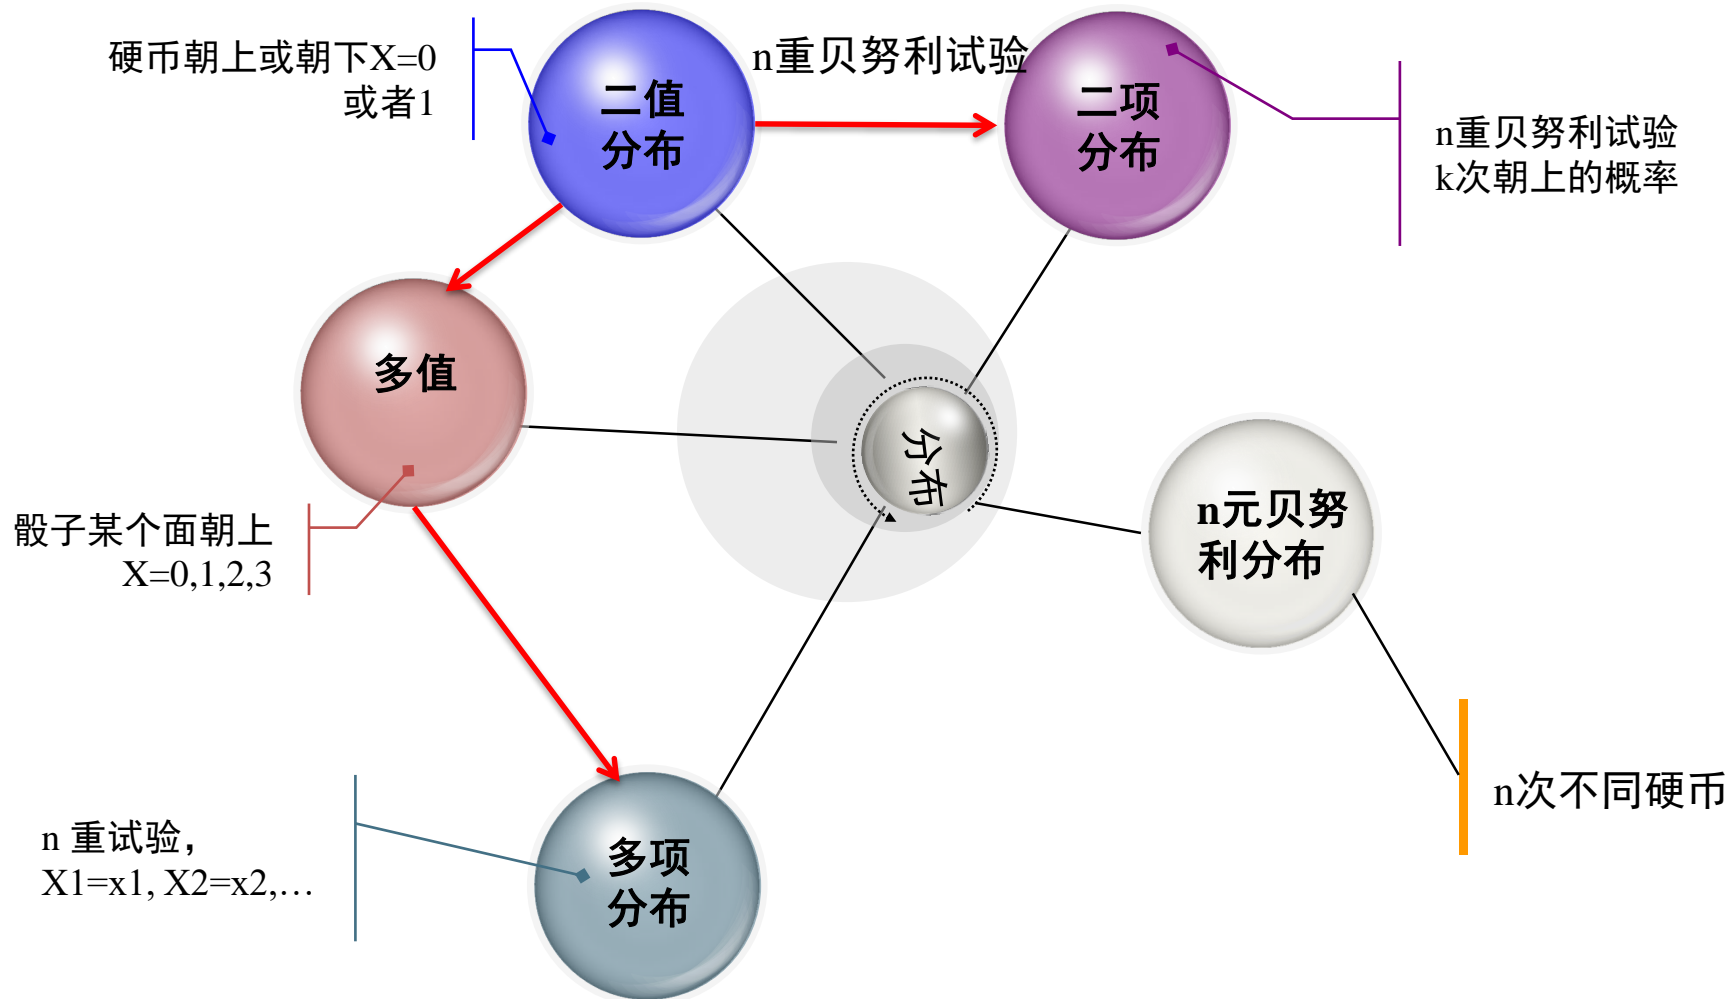 硬币朝上或朝下X=0
或者1
二值
分布
n重贝努利试验
二项
分布
n重贝努利试验
k次朝上的概率
多值
分布
骰子某个面朝上
X=0,1,2,3
n元贝努
利分布
n次不同硬币
n 重试验，
X1=x1, X2=x2,…
多项
分布